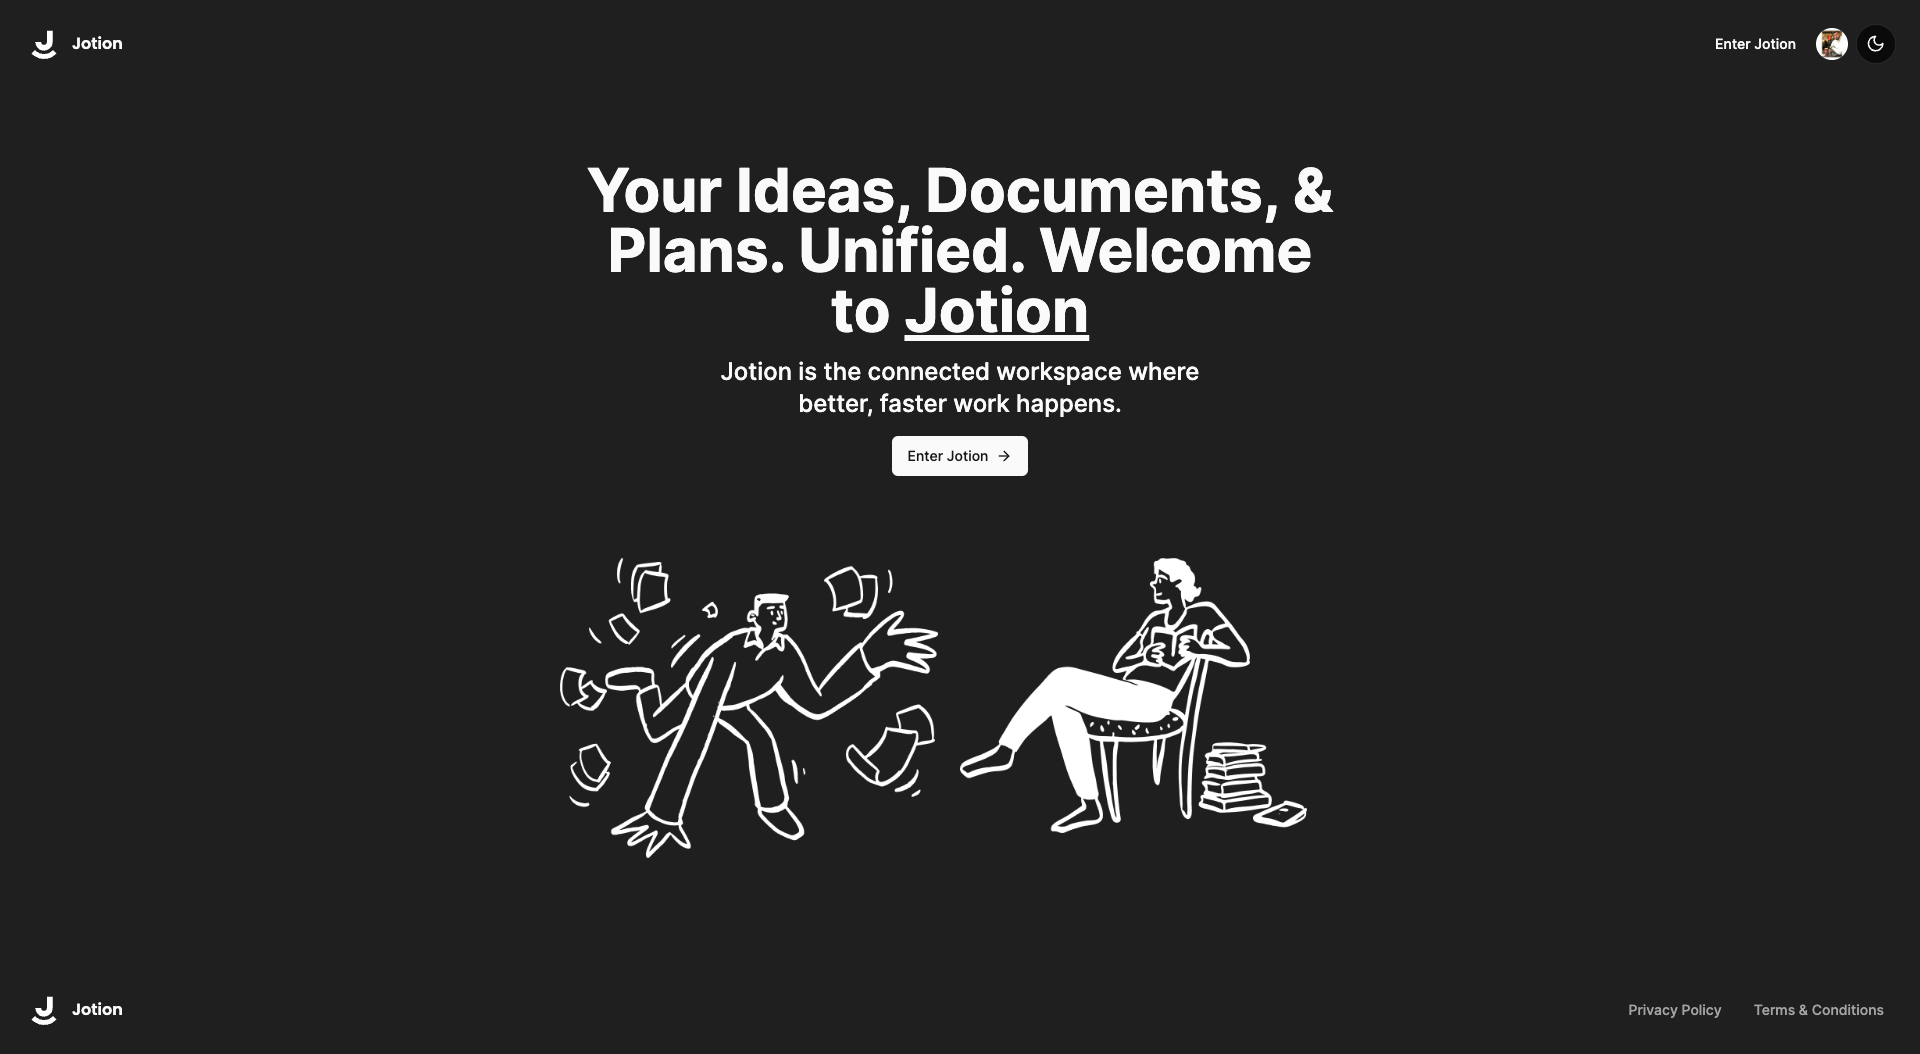 Jotion
Enter Jotion
Your Ideas, Documents, &
Plans. Unified. Welcome
to Jotion
Jotion is the connected workspace where
better, faster work happens.
Enter Jotion
Jotion
Privacy Policy
Terms & Conditions